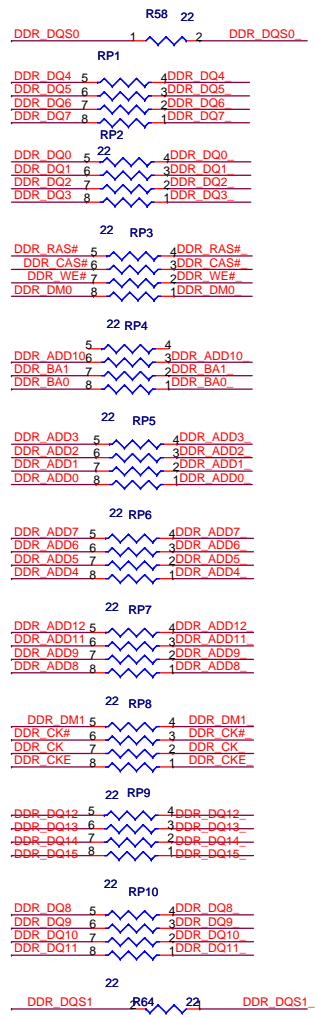 R58 22
DDR_DQS0 1 2 DDR_DQS0_
RP1
DDR_DQ4 5 4 DDR_DQ4_
DDR_DQ5 6 3 DDR_DQ5_
DDR_DQ6 7 2 DDR_DQ6_
DDR_DQ7 8 1 DDR_DQ7_
RP2
22
DDR_DQ0 5 4 DDR_DQ0_
DDR_DQ1 6 3 DDR_DQ1_
DDR_DQ2 7 2 DDR_DQ2_
DDR_DQ3 8 1 DDR_DQ3_
22 RP3
DDR_RAS# 5 4 DDR_RAS#_
DDR_CAS# 6 3 DDR_CAS#_
DDR_WE# 7 2 DDR_WE#_
DDR_DM0 8 1 DDR_DM0_
22 RP4
5 4
DDR_ADD10 6 3 DDR_ADD10_
DDR_BA1 7 2 DDR_BA1_
DDR_BA0 8 1 DDR_BA0_
22 RP5
DDR_ADD3 5 4 DDR_ADD3_
DDR_ADD2 6 3 DDR_ADD2_
DDR_ADD1 7 2 DDR_ADD1_
DDR_ADD0 8 1 DDR_ADD0_
22 RP6
DDR_ADD7 5 4 DDR_ADD7_
DDR_ADD6 6 3 DDR_ADD6_
DDR_ADD5 7 2 DDR_ADD5_
DDR_ADD4 8 1 DDR_ADD4_
22 RP7
DDR_ADD12 5 4 DDR_ADD12_
DDR_ADD11 6 3 DDR_ADD11_
DDR_ADD9 7 2 DDR_ADD9_
DDR_ADD8 8 1 DDR_ADD8_
22 RP8
DDR_DM1 5 4 DDR_DM1_
DDR_CK# 6 3 DDR_CK#_
DDR_CK 7 2 DDR_CK_
DDR_CKE 8 1 DDR_CKE_
22 RP9
DDR_DQ12 5 4 DDR_DQ12_
DDR_DQ13 6 3 DDR_DQ13_
DDR_DQ14 7 2 DDR_DQ14_
DDR_DQ15 8 1 DDR_DQ15_
22 RP10
DDR_DQ8 5 4 DDR_DQ8_
DDR_DQ9 6 3 DDR_DQ9_
DDR_DQ10 7 2 DDR_DQ10_
DDR_DQ11 8 1 DDR_DQ11_
22
DDR_DQS1 2 R64 22 1 DDR_DQS1_